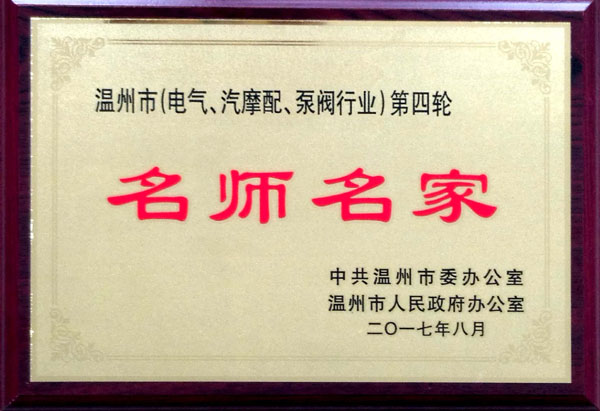 温州市(电气、汽摩配、泵阀行业)第四轮
名师名家
中共温州市委办公室
温州市人民政府办公室
二〇一七年八月